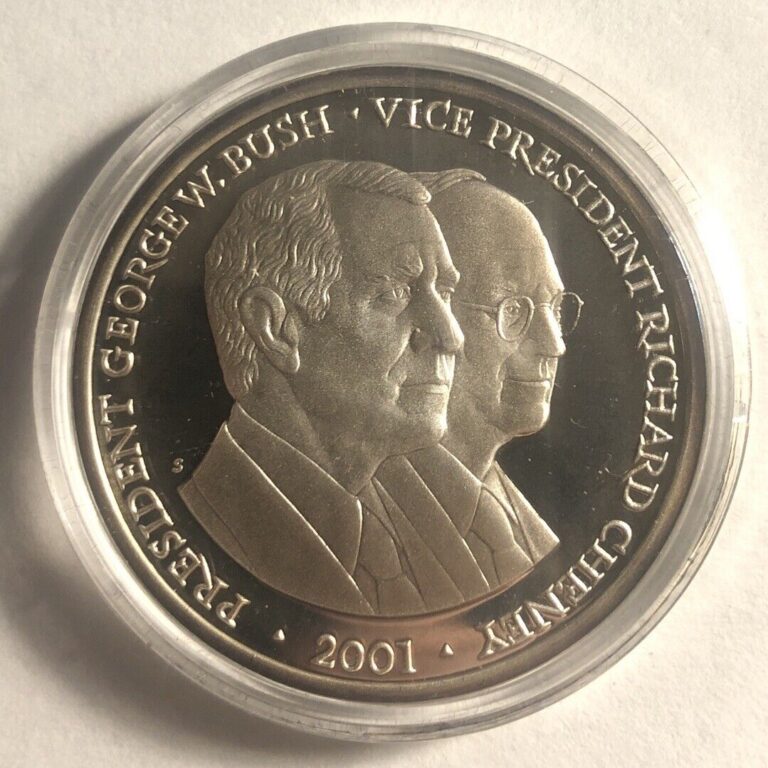 PRESIDENT GEORGE W. BUSH · VICE PRESIDENT RICHARD CHENEY
· 2001 ·
S